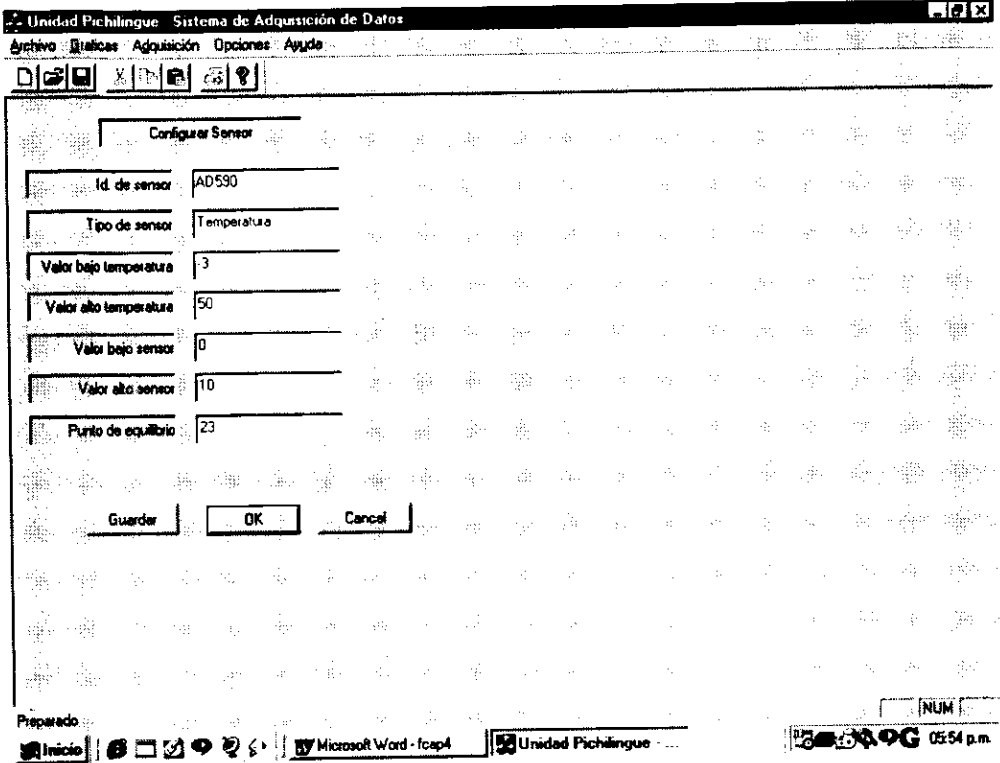 Unidad Pichilingue Sistema de Adquisición de Datos
Archivo Graficas Adquisición Opciones Ayuda
Configurar Sensor
Id. de sensor AD590
Tipo de sensor Temperatura
Valor bajo temperatura -3
Valor alto temperatura 50
Valor bajo sensor 0
Valor alto sensor 10
Punto de equilibrio 23
Guardar OK Cancel
Preparado NUM
Inicio Microsoft Word - fcap4 Unidad Pichilingue - ... 05:54 p.m.